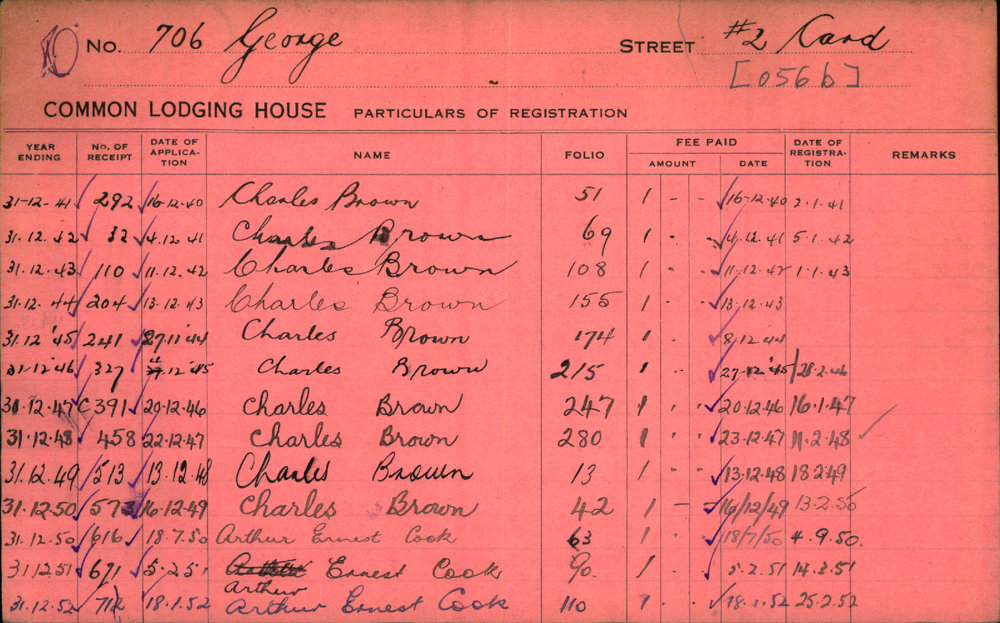 10 No. 706 George STREET #2 Card
[056b]
COMMON LODGING HOUSE PARTICULARS OF REGISTRATION
YEAR ENDING No. OF RECEIPT DATE OF APPLICA-TION NAME FOLIO FEE PAID AMOUNT DATE DATE OF REGISTRA-TION REMARKS
31-12-41 292 16-12-40 Charles Brown 51 1 - - 16-12-40 2.1.41
31.12.42 32 4.12.41 Charles Brown 69 1 - - 4.12.41 5.1.42
31.12.43 110 11.12.42 Charles Brown 108 1 - - 11.12.42 1.1.43
31.12.44 204 13.12.43 Charles Brown 155 1 - - 13.12.43
31.12'45 241 27.11'44 Charles Brown 174 1 - - 8/12 44
31-12-'46 327 12'45 Charles Brown 215 1 - - 27-12'45 28.2.46
31.12.47 C391 20.12.46 Charles Brown 247 1 - - 20.12.46 16.1.47
31.12.48 458 22.12.47 Charles Brown 280 1 - - 23.12.47 11.2.48
31.12.49 513 13.12.48 Charles Brown 13 1 - - 13.12.48 18.2.49
31.12.50 573 16.12.49 Charles Brown 42 1 - 16/12/49 13.2.50
31.12.50 616 18.7.50 Arthur Ernest Cook 63 1 - - 18/7/50 4.9.50.
31.12.51 671 5.2.51 Ernest Cook 90. 1 - 5.2.51 14.3.51
Arthur
31.12.52 712 18.1.52 Arthur Ernest Cook 110 1 - - 18.1.52 25.2.52